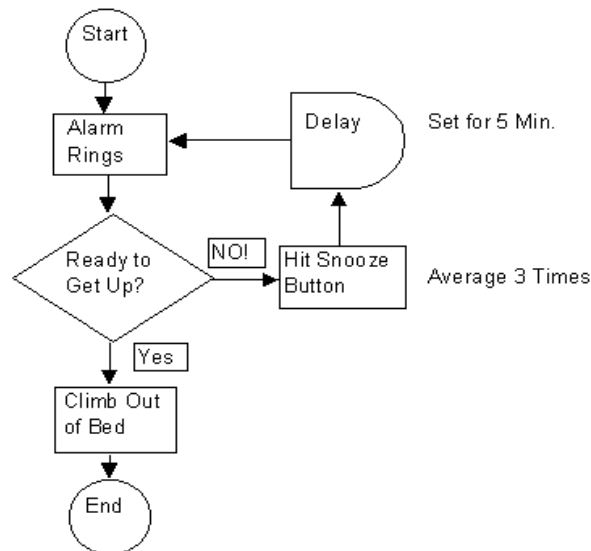 Start
Alarm
Rings
Delay
Set for 5 Min.
Ready to
Get Up?
NO!
Hit Snooze
Button
Average 3 Times
Yes
Climb Out
of Bed
End